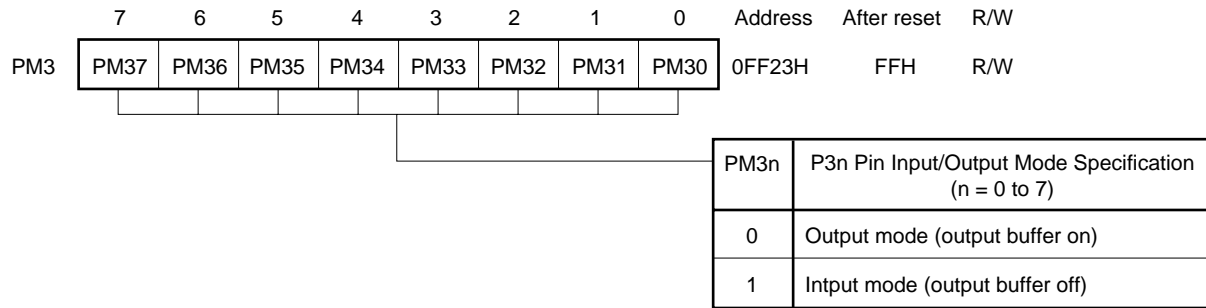 7 6 5 4 3 2 1 0 Address After reset R/W
PM3 PM37 PM36 PM35 PM34 PM33 PM32 PM31 PM30 0FF23H FFH R/W
PM3n P3n Pin Input/Output Mode Specification
(n = 0 to 7)
0 Output mode (output buffer on)
1 Intput mode (output buffer off)